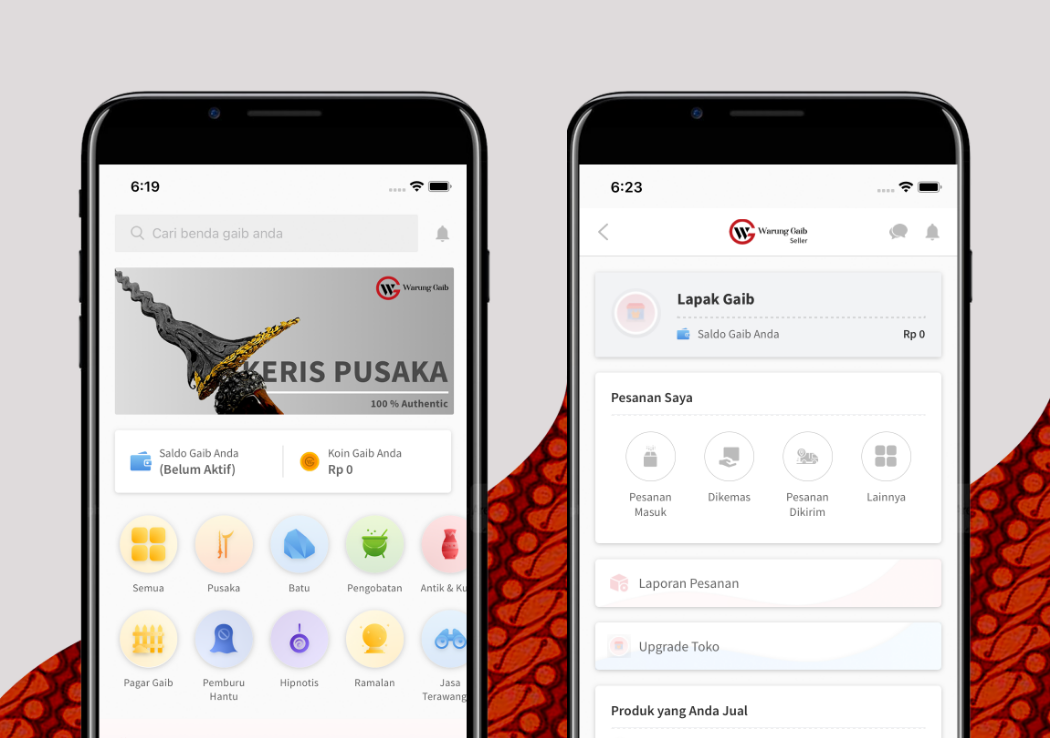 6:19
Cari benda gaib anda
WG Warung Gaib
KERIS PUSAKA
100 % Authentic
Saldo Gaib Anda
(Belum Aktif)
Koin Gaib Anda
Rp 0
Semua
Pusaka
Batu
Pengobatan
Antik & Ku
Pagar Gaib
Pemburu
Hantu
Hipnotis
Ramalan
Jasa
Terawang
6:23
WG Warung Gaib
Seller
Lapak Gaib
Saldo Gaib Anda
Rp 0
Pesanan Saya
Pesanan
Masuk
Dikemas
Pesanan
Dikirim
Lainnya
Laporan Pesanan
Upgrade Toko
Produk yang Anda Jual